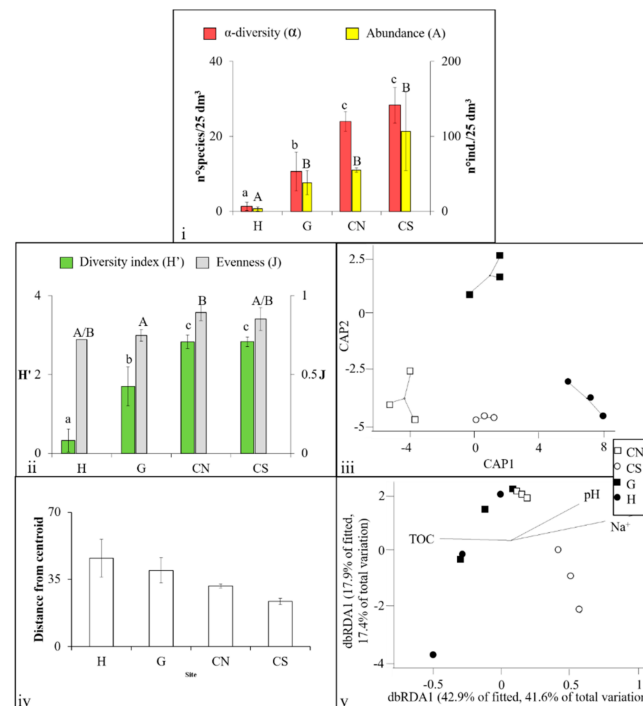 α-diversity (α) Abundance (A)
n°species/25 dm³
40
20
0
200
100
0
n°ind./25 dm³
a A b B c B c B
H G CN CS
i
Diversity index (H') Evenness (J)
H'
4
2
0
1
0.5
0
J
a A/B b A c B c A/B
H G CN CS
ii
CAP2
2.5
0
-2.5
-5
-4 0 4 8
CAP1
iii
CN
CS
G
H
Distance from centroid
70
35
0
H G CN CS
Site
iv
dbRDA1 (17.9% of fitted,
17.4% of total variation)
2
0
-2
-4
pH
Na⁺
TOC
-0.5 0 0.5 1
dbRDA1 (42.9% of fitted, 41.6% of total variation
v